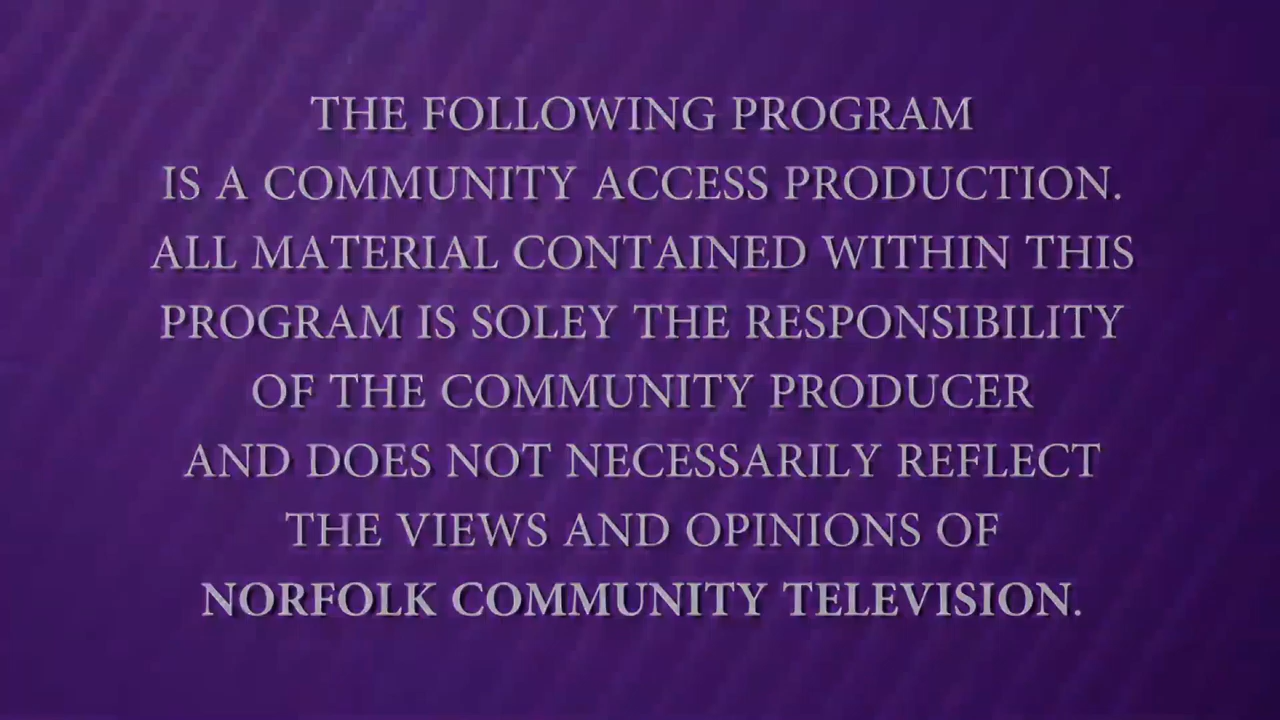 THE FOLLOWING PROGRAM
IS A COMMUNITY ACCESS PRODUCTION.
ALL MATERIAL CONTAINED WITHIN THIS
PROGRAM IS SOLEY THE RESPONSIBILITY
OF THE COMMUNITY PRODUCER
AND DOES NOT NECESSARILY REFLECT
THE VIEWS AND OPINIONS OF
NORFOLK COMMUNITY TELEVISION.